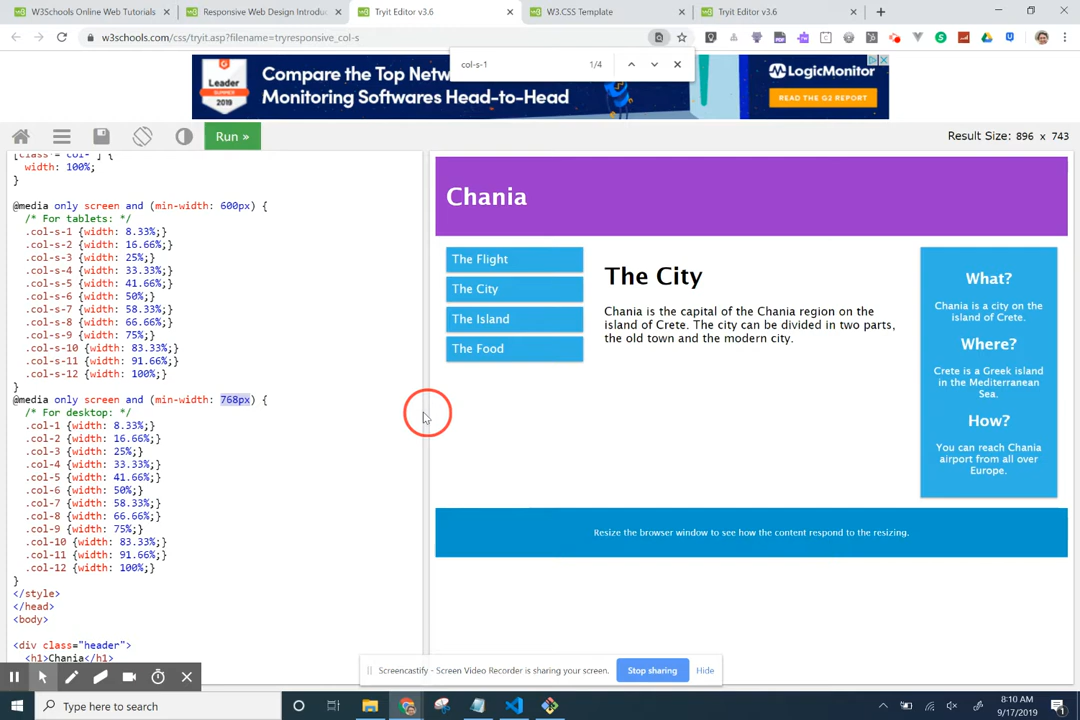 W3Schools Online Web Tutorials
Responsive Web Design Introduc
Tryit Editor v3.6
W3.CSS Template
Tryit Editor v3.6
w3schools.com/css/tryit.asp?filename=tryresponsive_col-s
col-s-1
1/4
Leader
SUMMER
2019
Compare the Top Netw
Monitoring Softwares Head-to-Head
LogicMonitor
READ THE G2 REPORT
Run »
Result Size: 896 x 743
[class*="col-"] {
width: 100%;
}
@media only screen and (min-width: 600px) {
/* For tablets: */
.col-s-1 {width: 8.33%;}
.col-s-2 {width: 16.66%;}
.col-s-3 {width: 25%;}
.col-s-4 {width: 33.33%;}
.col-s-5 {width: 41.66%;}
.col-s-6 {width: 50%;}
.col-s-7 {width: 58.33%;}
.col-s-8 {width: 66.66%;}
.col-s-9 {width: 75%;}
.col-s-10 {width: 83.33%;}
.col-s-11 {width: 91.66%;}
.col-s-12 {width: 100%;}
}
@media only screen and (min-width: 768px) {
/* For desktop: */
.col-1 {width: 8.33%;}
.col-2 {width: 16.66%;}
.col-3 {width: 25%;}
.col-4 {width: 33.33%;}
.col-5 {width: 41.66%;}
.col-6 {width: 50%;}
.col-7 {width: 58.33%;}
.col-8 {width: 66.66%;}
.col-9 {width: 75%;}
.col-10 {width: 83.33%;}
.col-11 {width: 91.66%;}
.col-12 {width: 100%;}
}
</style>
</head>
<body>
<div class="header">
<h1>Chania</h1>
Chania
The Flight
The City
The Island
The Food
The City
Chania is the capital of the Chania region on the
island of Crete. The city can be divided in two parts,
the old town and the modern city.
What?
Chania is a city on the
island of Crete.
Where?
Crete is a Greek island
in the Mediterranean
Sea.
How?
You can reach Chania
airport from all over
Europe.
Resize the browser window to see how the content respond to the resizing.
Screencastify - Screen Video Recorder is sharing your screen.
Stop sharing
Hide
Type here to search
8:10 AM
9/17/2019